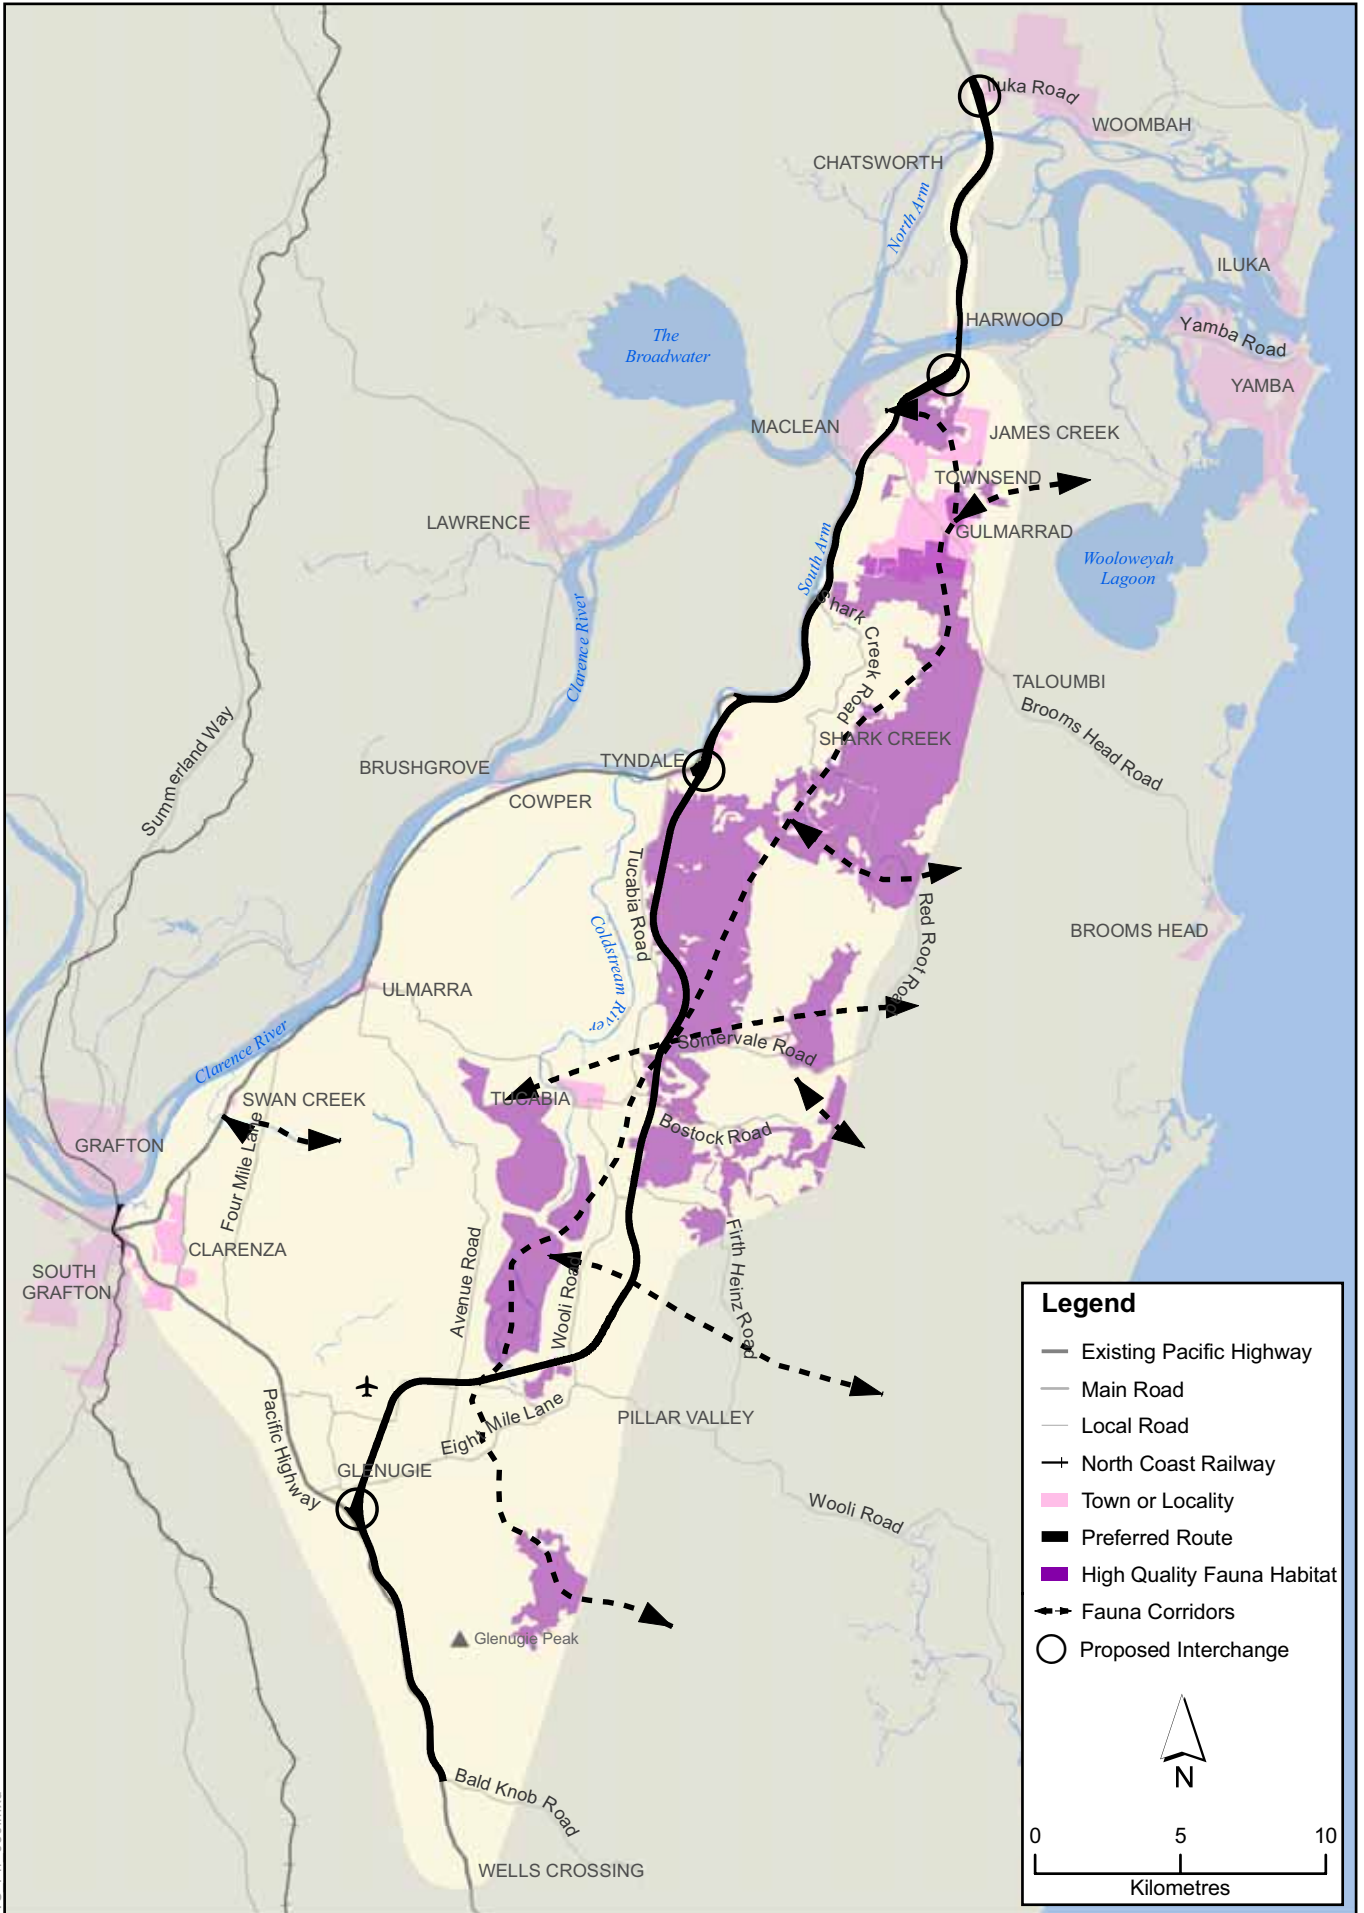 Iluka Road
WOOMBAH
CHATSWORTH
North Arm
ILUKA
HARWOOD
Yamba Road
The
Broadwater
YAMBA
MACLEAN
JAMES CREEK
TOWNSEND
LAWRENCE
GULMARRAD
South Arm
Wooloweyah
Lagoon
Clarence River
Shark Creek Road
TALOUMBI
Brooms Head Road
Summerland Way
SHARK CREEK
TYNDALE
BRUSHGROVE
COWPER
Tucabia Road
Coldstream River
Red Root Road
BROOMS HEAD
ULMARRA
Clarence River
Somervale Road
SWAN CREEK
TUCABIA
Bostock Road
GRAFTON
Four Mile Lane
CLARENZA
Avenue Road
Wooli Road
Firth Heinz Road
SOUTH
GRAFTON
Pacific Highway
Eight Mile Lane
PILLAR VALLEY
GLENUGIE
Wooli Road
Glenugie Peak
Bald Knob Road
WELLS CROSSING
Legend
Existing Pacific Highway
Main Road
Local Road
North Coast Railway
Town or Locality
Preferred Route
High Quality Fauna Habitat
Fauna Corridors
Proposed Interchange
N
0 5 10
Kilometres